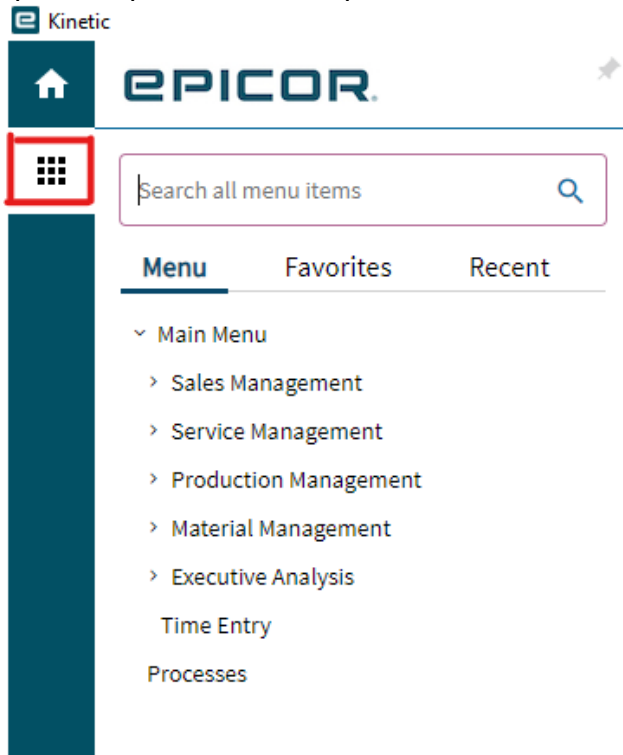 Kinetic
EPICOR
Search all menu items
Menu Favorites Recent
Main Menu
Sales Management
Service Management
Production Management
Material Management
Executive Analysis
Time Entry
Processes